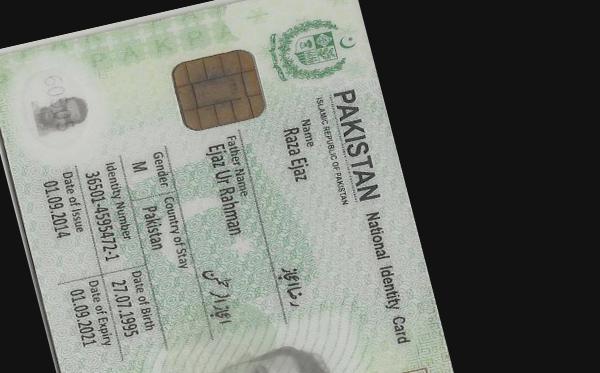 PAKISTAN National Identity Card
ISLAMIC REPUBLIC OF PAKISTAN
Name
Raza Ejaz
رضا اعجاز
Father Name
Ejaz Ur Rahman
اعجاز الرحمن
Gender Country of Stay
M Pakistan
Identity Number Date of Birth
36501-4595472-1 27.07.1995
Date of Issue Date of Expiry
01.09.2014 01.09.2021